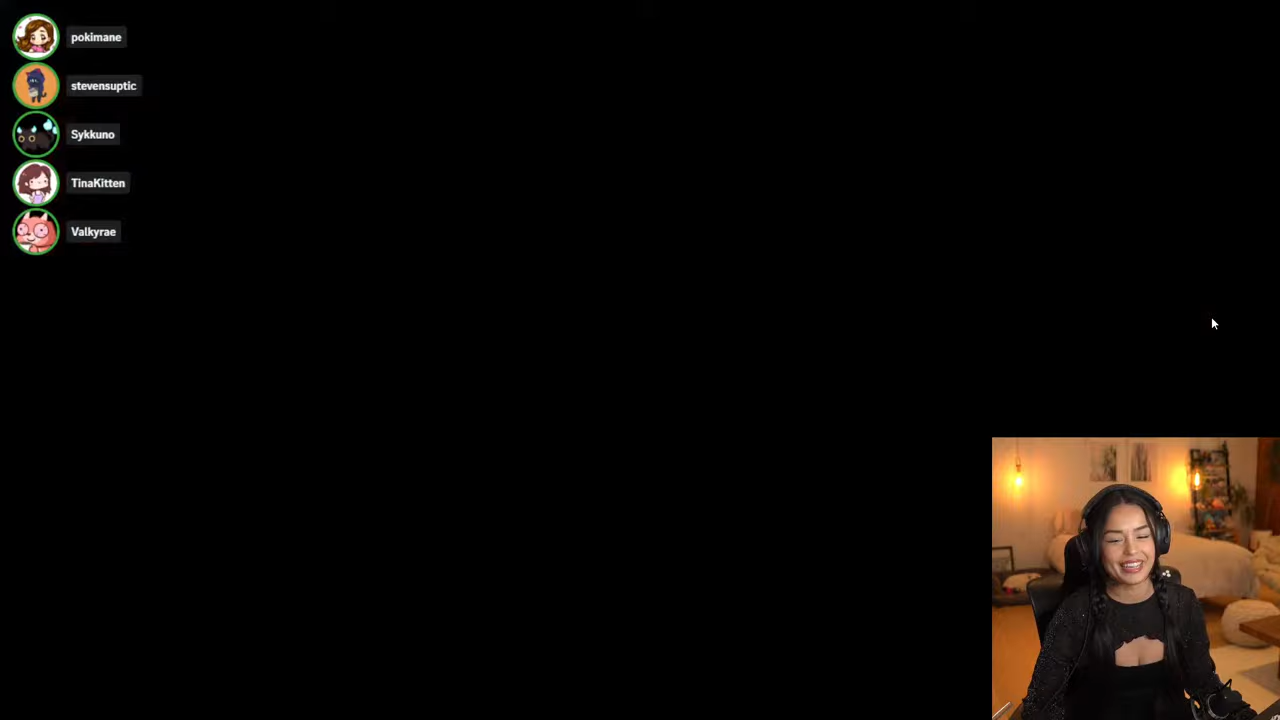 pokimane
stevensuptic
Sykkuno
TinaKitten
Valkyrae